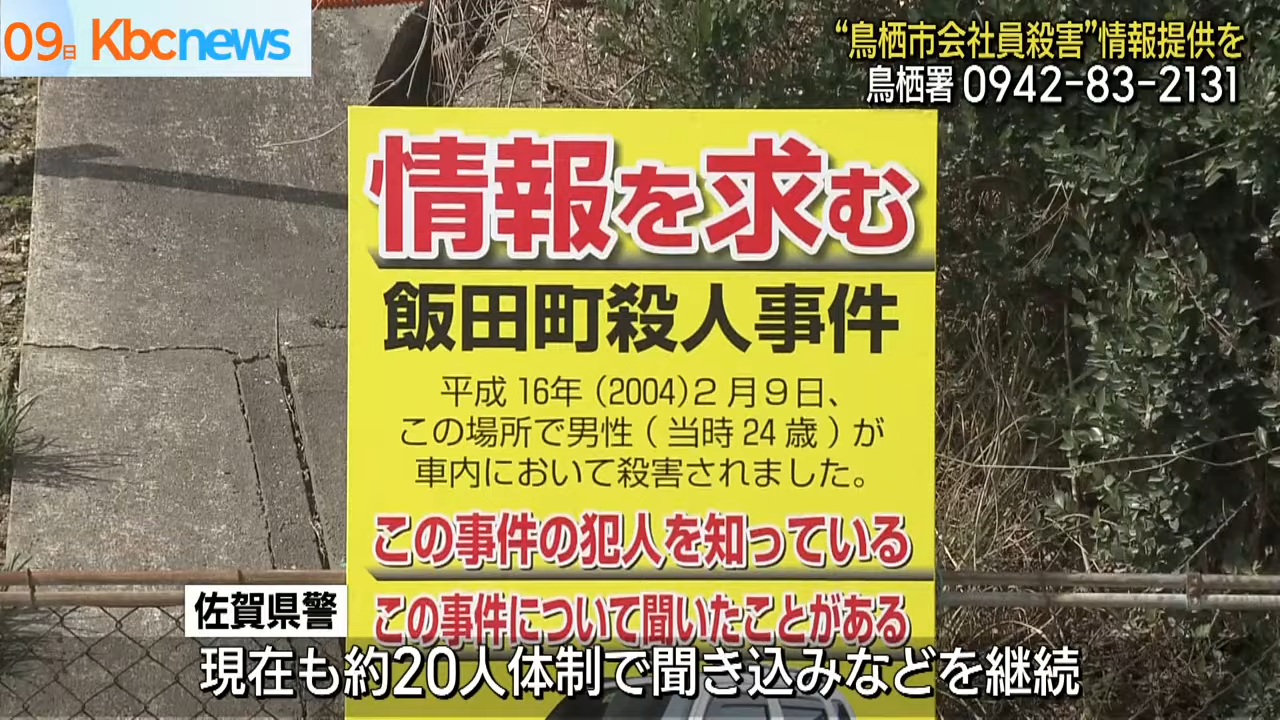 09日 Kbcnews
“鳥栖市会社員殺害”情報提供を
鳥栖署 0942-83-2131
情報を求む
飯田町殺人事件
平成16年(2004)2月9日、
この場所で男性(当時24歳)が
車内において殺害されました。
この事件の犯人を知っている
この事件について聞いたことがある
佐賀県警
現在も約20人体制で聞き込みなどを継続